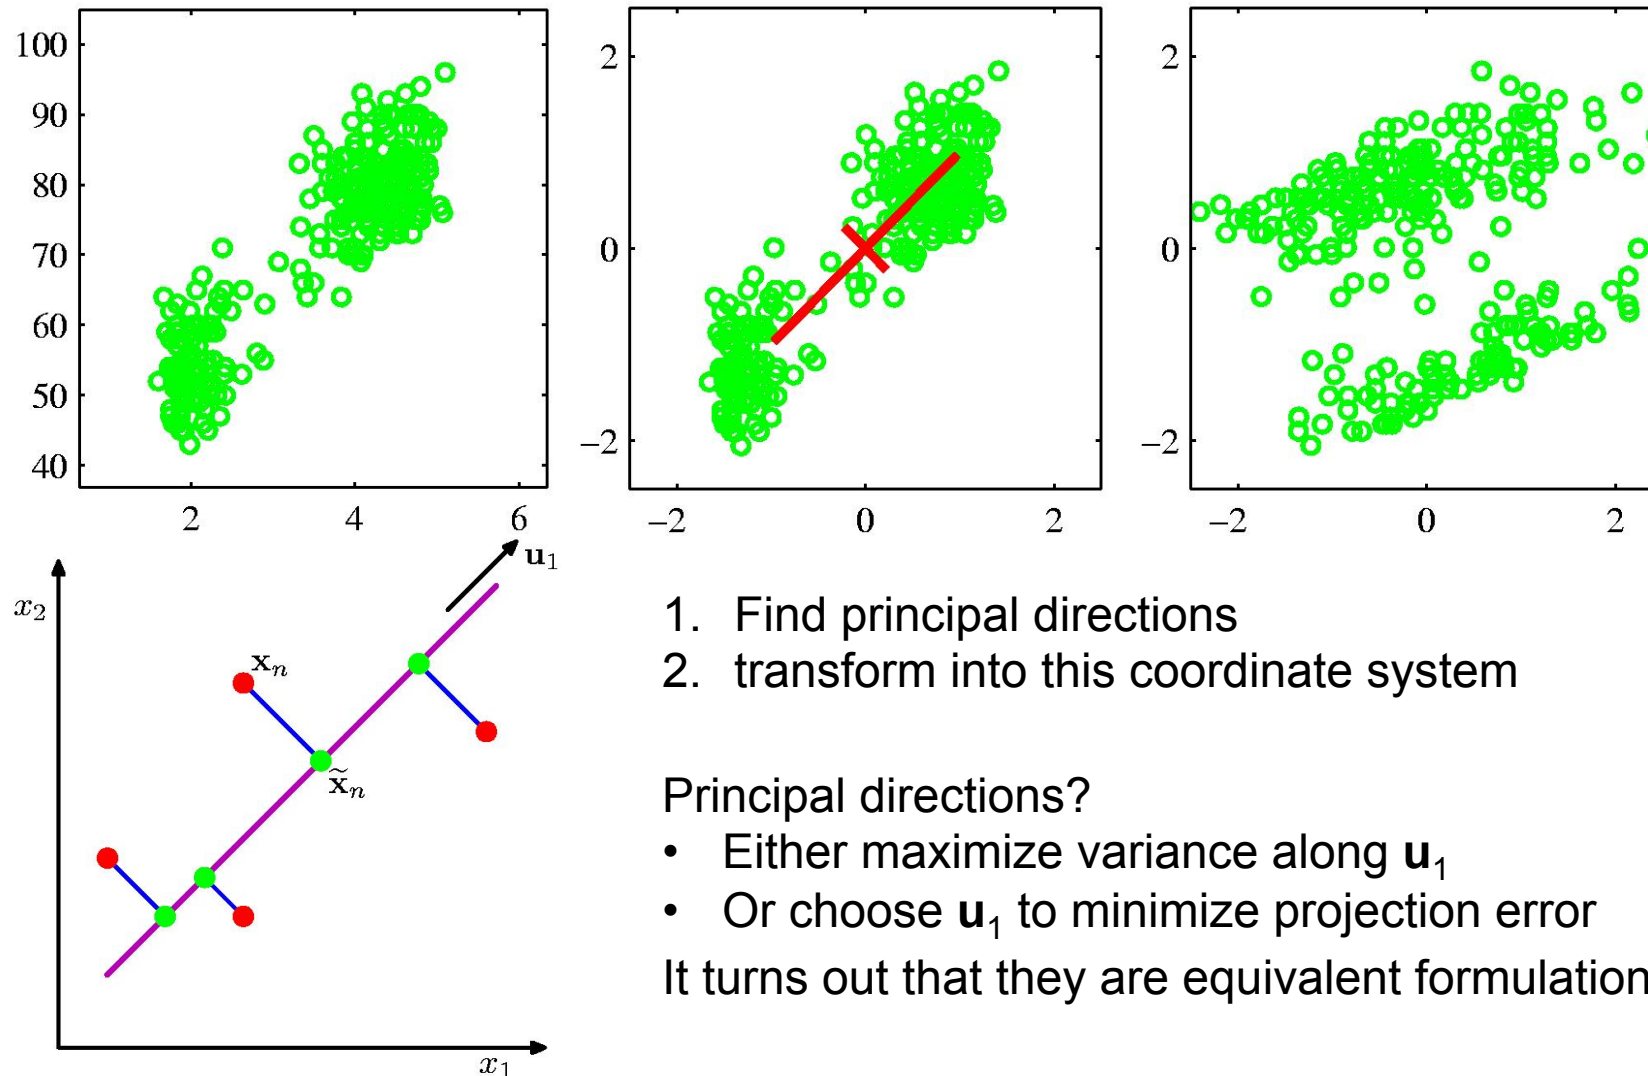 100
90
80
70
60
50
40
2
4
6
2
0
−2
−2
0
2
2
0
−2
−2
0
2
x₂
u₁
xₙ
x̃ₙ
x₁
1. Find principal directions
2. transform into this coordinate system
Principal directions?
• Either maximize variance along u₁
• Or choose u₁ to minimize projection error
It turns out that they are equivalent formulation